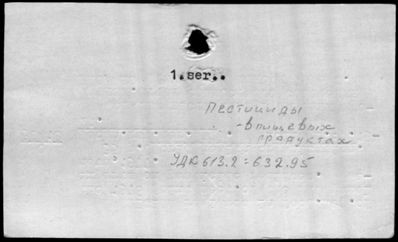 1.ser..
Пестициды
- в пищевых
продуктах
УДК 613.2:632.95